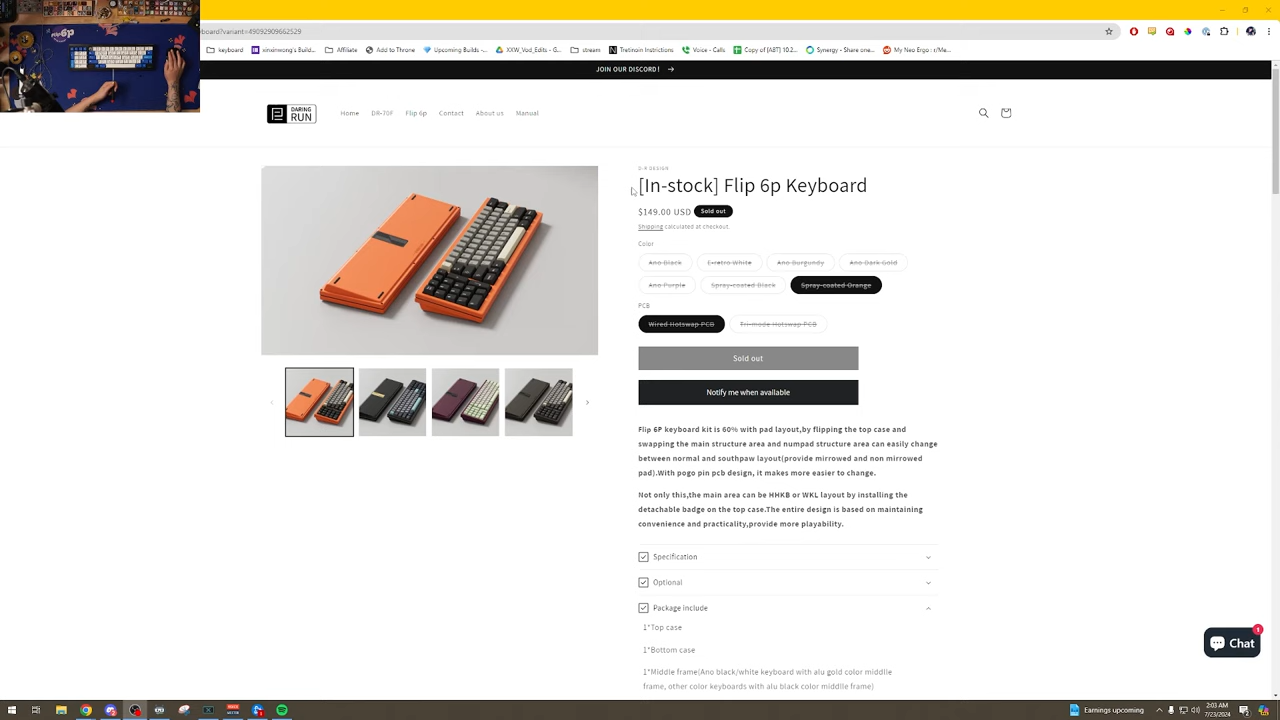 board?variant=49092909662529
keyboard
xinxinwong's Build...
Affiliate
Add to Throne
Upcoming Builds -...
XXW_Vod_Edits - G...
stream
Tretinoin Instrictions
Voice - Calls
Copy of [ABT] 10.2...
Synergy - Share one...
My Neo Ergo : r/Me...
JOIN OUR DISCORD! →
DARING
RUN
Home
DR-70F
Flip 6p
Contact
About us
Manual
D-R DESIGN
[In-stock] Flip 6p Keyboard
$149.00 USD Sold out
Shipping calculated at checkout.
Color
Ano Black
E-retro White
Ano Burgundy
Ano Dark Gold
Ano Purple
Spray-coated Black
Spray-coated Orange
PCB
Wired Hotswap PCB
Tri-mode Hotswap PCB
Sold out
Notify me when available
Flip 6P keyboard kit is 60% with pad layout,by flipping the top case and
swapping the main structure area and numpad structure area can easily change
between normal and southpaw layout(provide mirrowed and non mirrowed
pad).With pogo pin pcb design, it makes more easier to change.
Not only this,the main area can be HHKB or WKL layout by installing the
detachable badge on the top case.The entire design is based on maintaining
convenience and practicality,provide more playability.
Specification
Optional
Package include
1*Top case
1*Bottom case
1*Middle frame(Ano black/white keyboard with alu gold color middlle
frame, other color keyboards with alu black color middle frame)
Chat
1
Upcoming Earnings
2:03 AM
7/23/2024